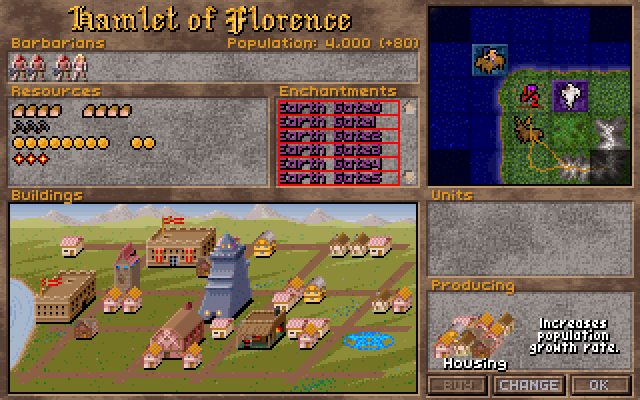 Hamlet of Florence
Barbarians Population: 4,000 (+80)
Resources Enchantments
Earth Gate0
Earth Gate1
Earth Gate2
Earth Gate3
Earth Gate4
Earth Gate5
Buildings Units
Producing
Increases
population
growth rate.
Housing
BUY CHANGE OK